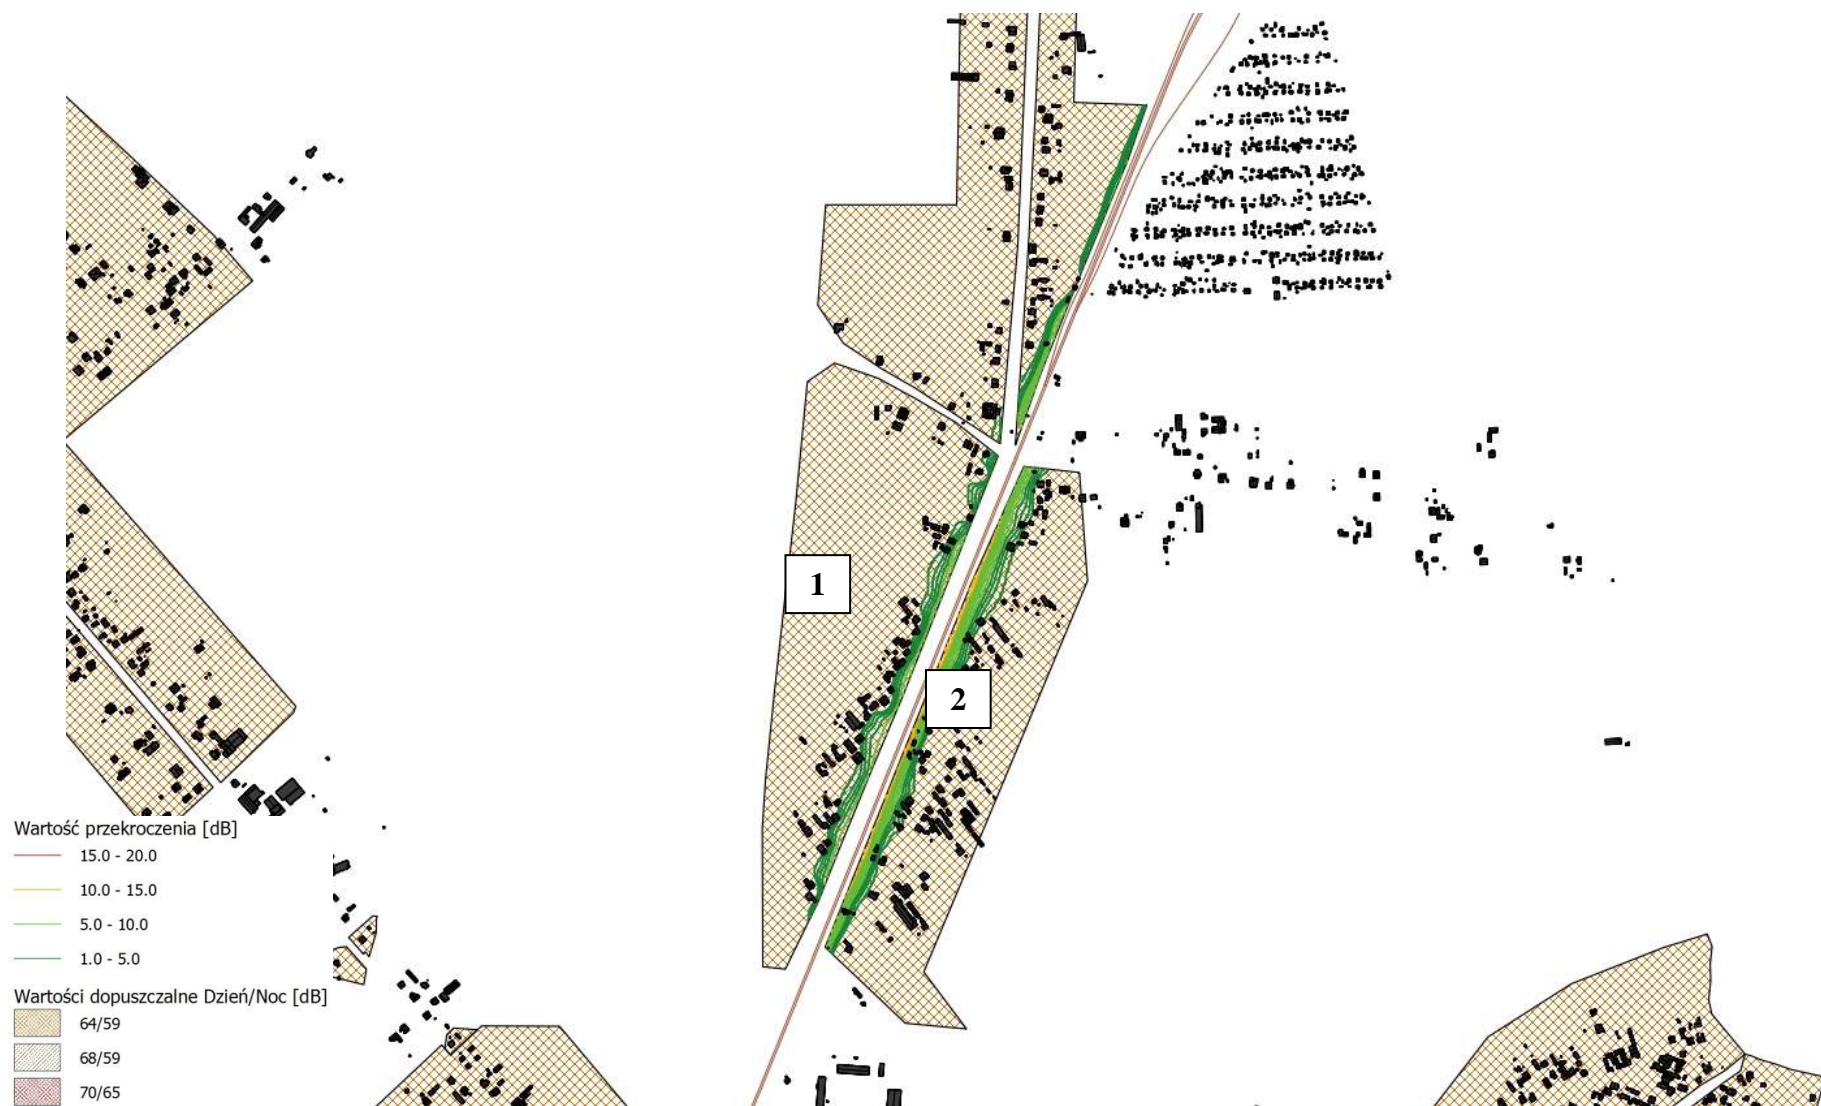 1
2
Wartość przekroczenia [dB]
15.0 - 20.0
10.0 - 15.0
5.0 - 10.0
1.0 - 5.0
Wartości dopuszczalne Dzień/Noc [dB]
64/59
68/59
70/65